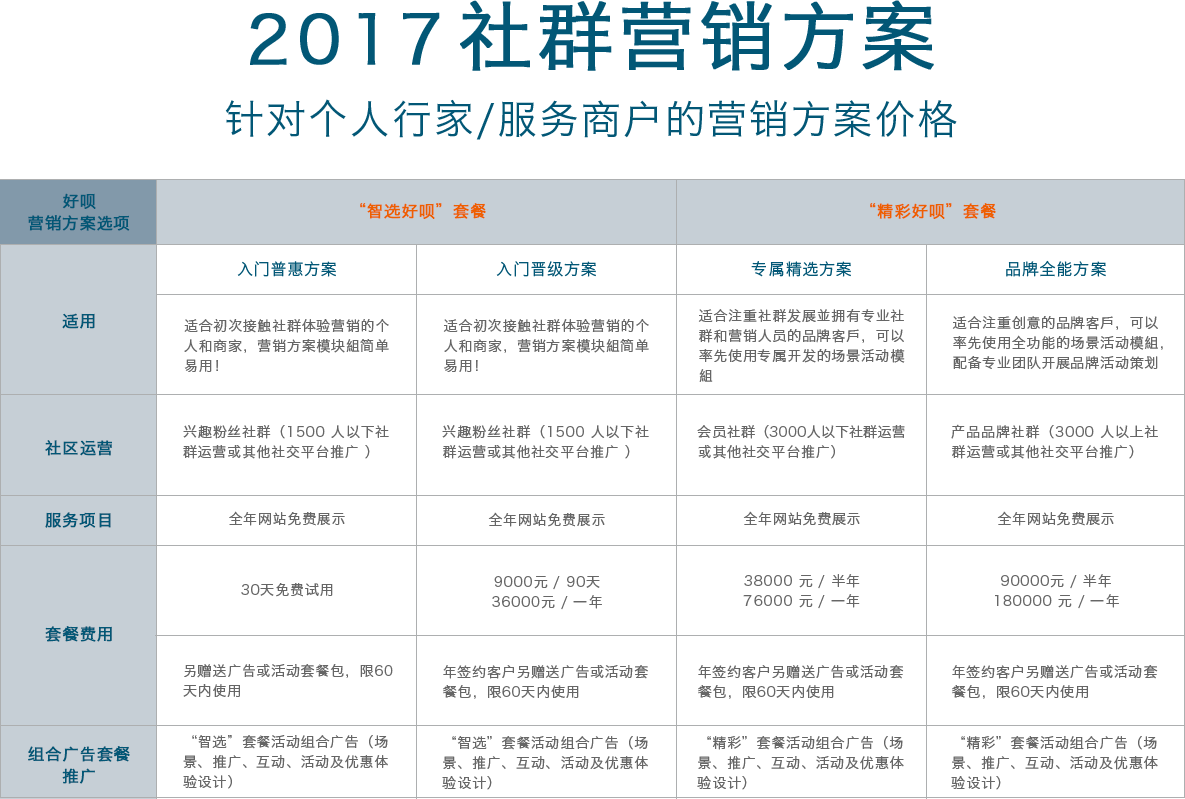 2017社群营销方案
针对个人行家/服务商户的营销方案价格
好呗
营销方案选项
“智选好呗”套餐
“精彩好呗”套餐
适用
入门普惠方案
入门晋级方案
专属精选方案
品牌全能方案
适合初次接触社群体验营销的个
人和商家，营销方案模块組简单
易用！
适合初次接触社群体验营销的个
人和商家，营销方案模块組简单
易用！
适合注重社群发展並拥有专业社
群和营销人员的品牌客戶，可以
率先使用专属开发的场景活动模
組
适合注重创意的品牌客戶，可以
率先使用全功能的场景活动模組，
配备专业团队开展品牌活动策划
社区运营
兴趣粉丝社群（1500 人以下社
群运营或其他社交平台推广 ）
兴趣粉丝社群（1500 人以下社
群运营或其他社交平台推广 ）
会员社群（3000人以下社群运营
或其他社交平台推广）
产品品牌社群（3000 人以上社
群运营或其他社交平台推广）
服务项目
全年网站免费展示
全年网站免费展示
全年网站免费展示
全年网站免费展示
套餐费用
30天免费试用
9000元 / 90天
36000元 / 一年
38000 元 / 半年
76000 元 / 一年
90000元 / 半年
180000 元 / 一年
另赠送广告或活动套餐包，限60
天内使用
年签约客户另赠送广告或活动套
餐包，限60天内使用
年签约客户另赠送广告或活动套
餐包，限60天内使用
年签约客户另赠送广告或活动套
餐包，限60天内使用
组合广告套餐
推广
“智选”套餐活动组合广告（场
景、推广、互动、活动及优惠体
验设计）
“智选”套餐活动组合广告（场
景、推广、互动、活动及优惠体
验设计）
“精彩”套餐活动组合广告（场
景、推广、互动、活动及优惠体
验设计）
“精彩”套餐活动组合广告（场
景、推广、互动、活动及优惠体
验设计）